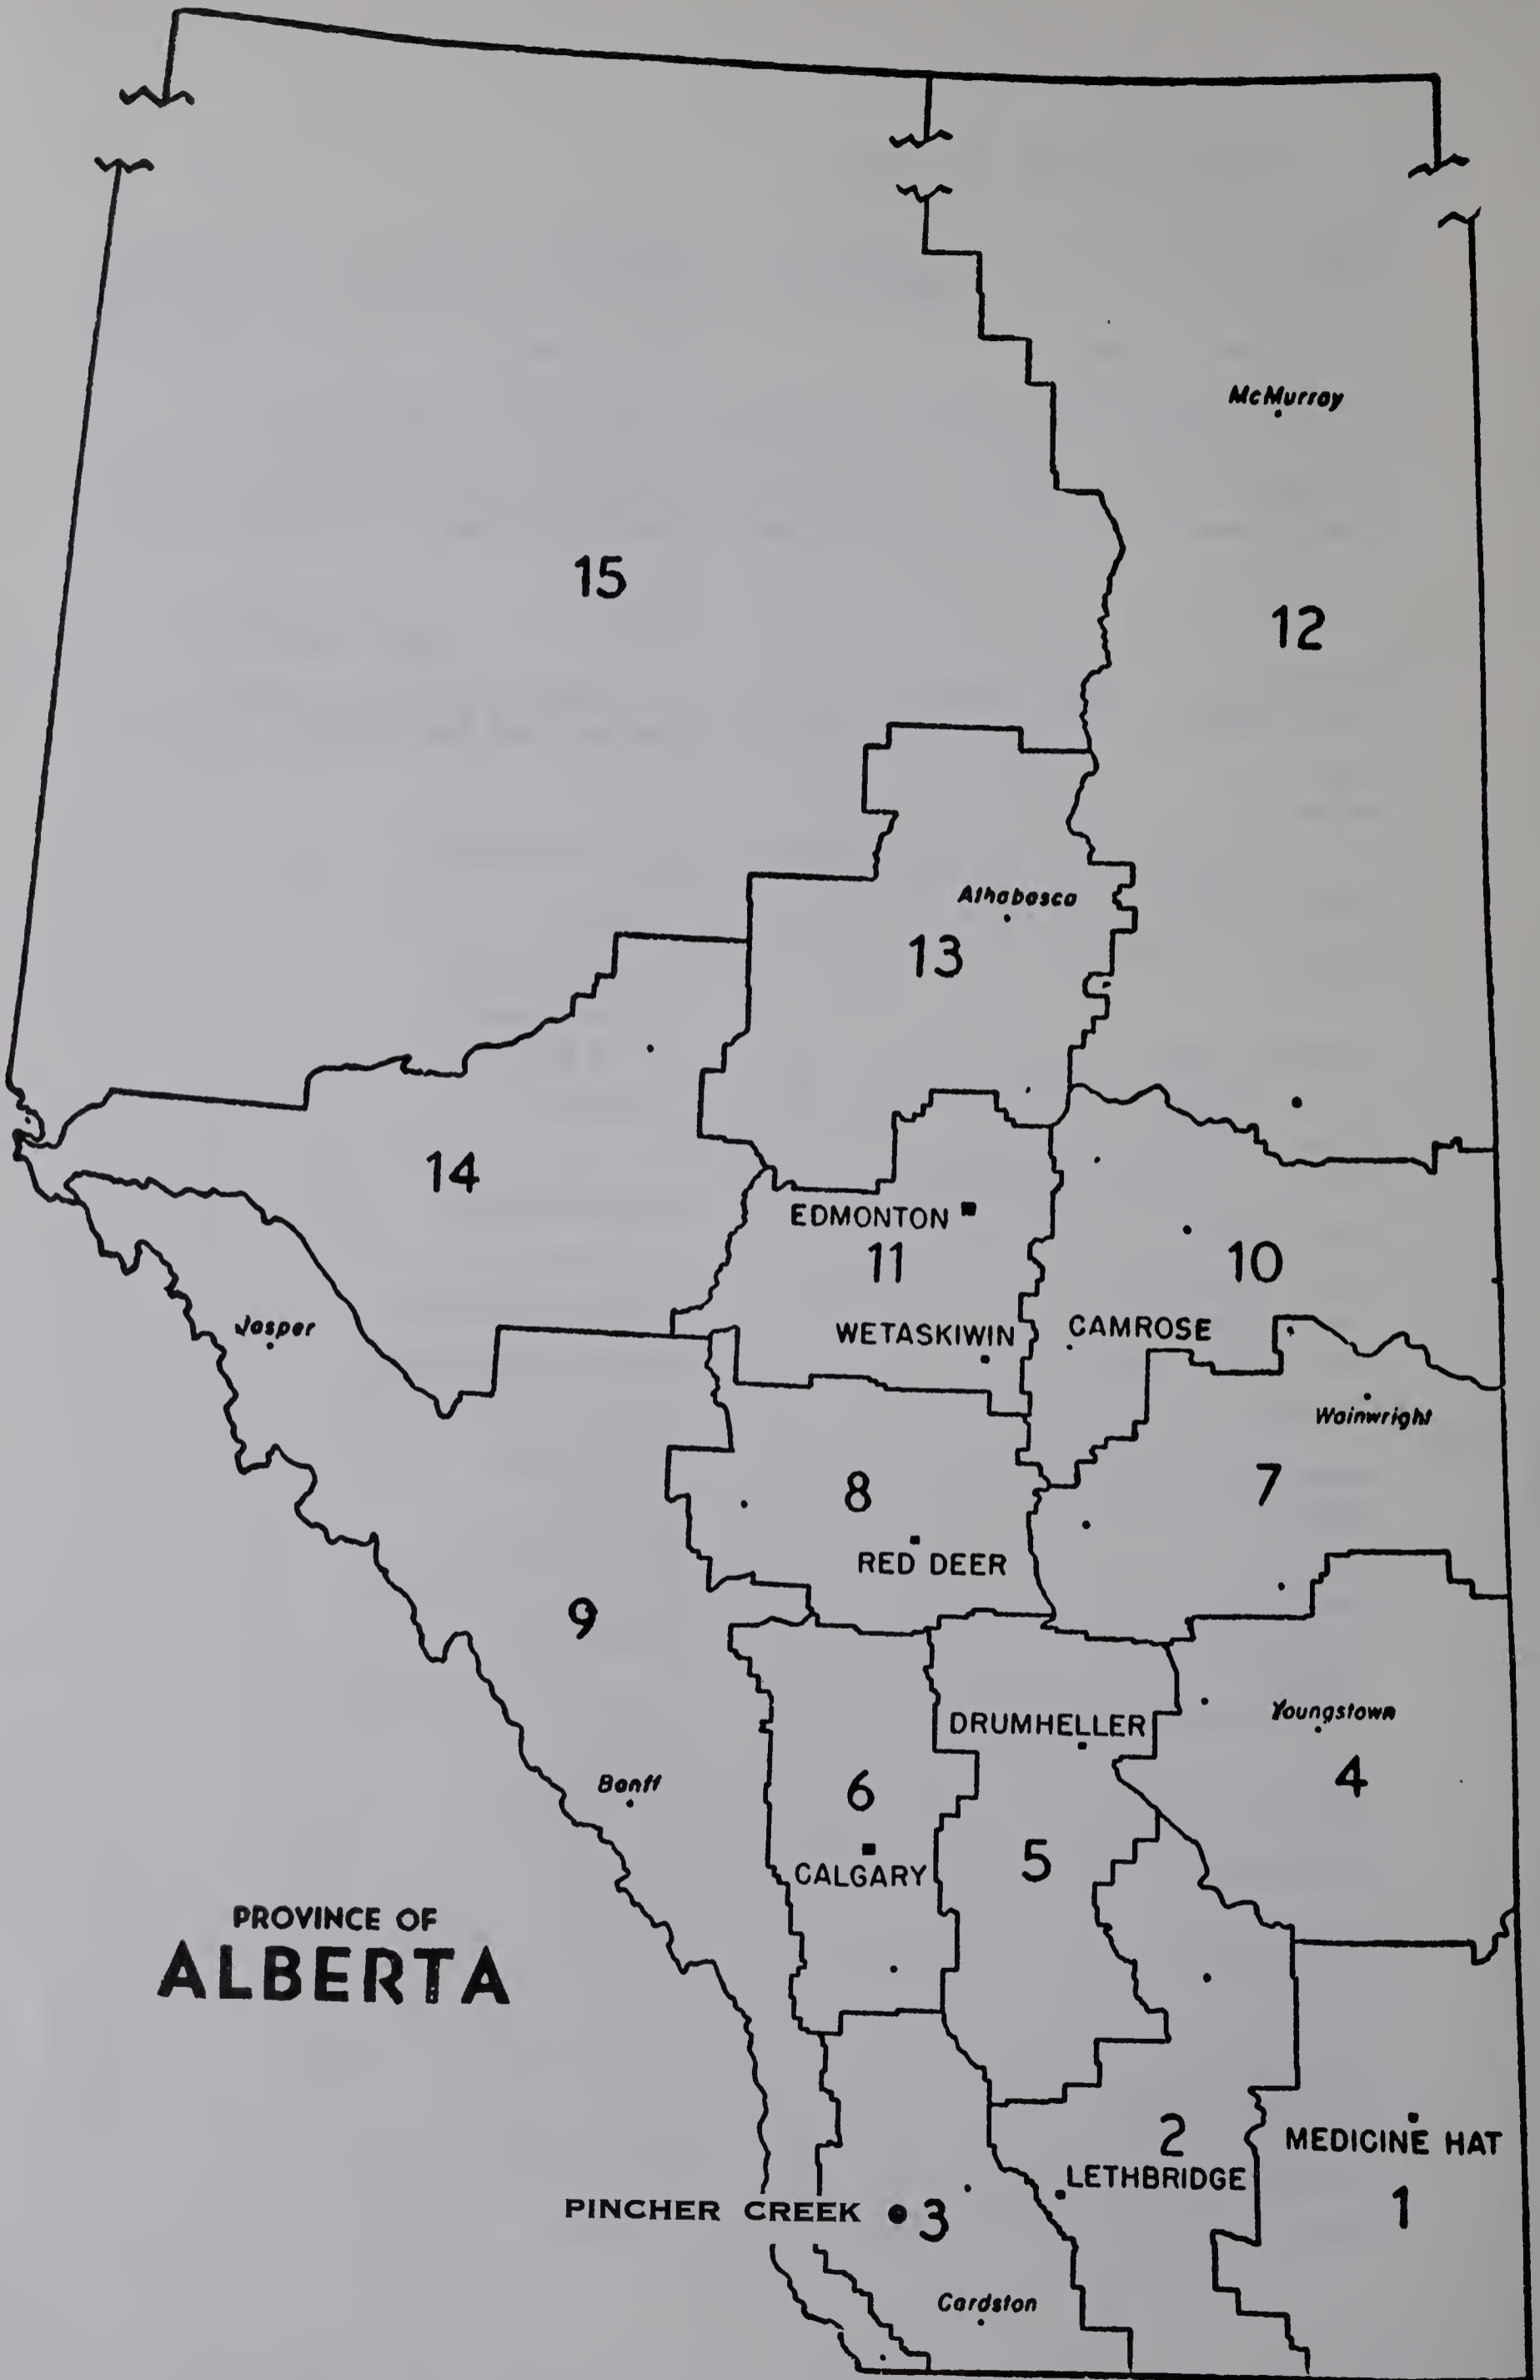 McMurray
15
12
Athabasca
13
14
EDMONTON
11
10
Jasper
WETASKIWIN
CAMROSE
Wainwright
8
7
RED DEER
9
Youngstown
DRUMHELLER
Banff
6
4
CALGARY
5
PROVINCE OF
ALBERTA
2
MEDICINE HAT
LETHBRIDGE
1
PINCHER CREEK
3
Cardston